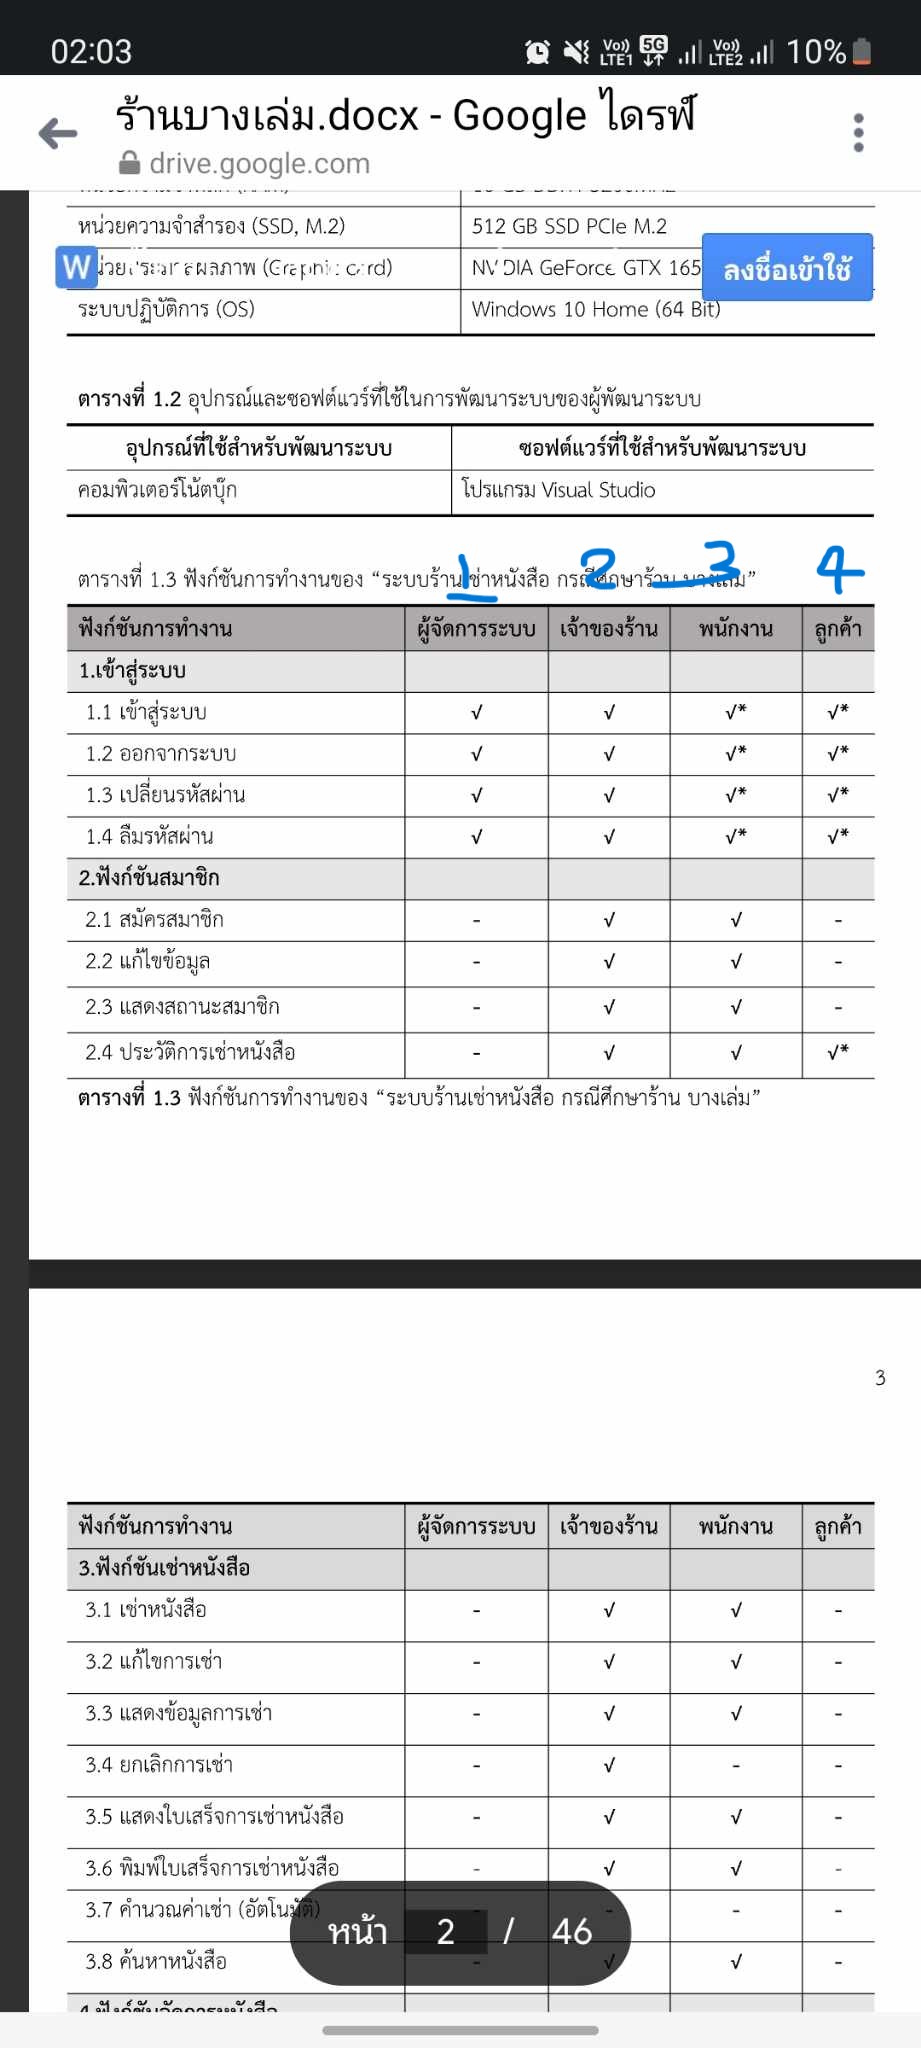 02:03 Vo) LTE1 5G Vo) LTE2 10%
ร้านบางเล่ม.docx - Google ไดรฟ์
drive.google.com
หน่วยความจำสำรอง (SSD, M.2) 512 GB SSD PCIe M.2
W (Graphic card) NVIDIA GeForce GTX 165 ลงชื่อเข้าใช้
ระบบปฏิบัติการ (OS) Windows 10 Home (64 Bit)
ตารางที่ 1.2 อุปกรณ์และซอฟต์แวร์ที่ใช้ในการพัฒนาระบบของผู้พัฒนาระบบ
อุปกรณ์ที่ใช้สำหรับพัฒนาระบบ ซอฟต์แวร์ที่ใช้สำหรับพัฒนาระบบ
คอมพิวเตอร์โน้ตบุ๊ก โปรแกรม Visual Studio
1 2 3 4
ตารางที่ 1.3 ฟังก์ชันการทำงานของ “ระบบร้านเช่าหนังสือ กรณีศึกษาร้าน บางเล่ม”
ฟังก์ชันการทำงาน ผู้จัดการระบบ เจ้าของร้าน พนักงาน ลูกค้า
1.เข้าสู่ระบบ
1.1 เข้าสู่ระบบ √ √ √* √*
1.2 ออกจากระบบ √ √ √* √*
1.3 เปลี่ยนรหัสผ่าน √ √ √* √*
1.4 ลืมรหัสผ่าน √ √ √* √*
2.ฟังก์ชันสมาชิก
2.1 สมัครสมาชิก - √ √ -
2.2 แก้ไขข้อมูล - √ √ -
2.3 แสดงสถานะสมาชิก - √ √ -
2.4 ประวัติการเช่าหนังสือ - √ √ √*
ตารางที่ 1.3 ฟังก์ชันการทำงานของ “ระบบร้านเช่าหนังสือ กรณีศึกษาร้าน บางเล่ม”
3
ฟังก์ชันการทำงาน ผู้จัดการระบบ เจ้าของร้าน พนักงาน ลูกค้า
3.ฟังก์ชันเช่าหนังสือ
3.1 เช่าหนังสือ - √ √ -
3.2 แก้ไขการเช่า - √ √ -
3.3 แสดงข้อมูลการเช่า - √ √ -
3.4 ยกเลิกการเช่า - √ - -
3.5 แสดงใบเสร็จการเช่าหนังสือ - √ √ -
3.6 พิมพ์ใบเสร็จการเช่าหนังสือ - √ √ -
3.7 คำนวณค่าเช่า (อัตโนมัติ) - - - -
หน้า 2 / 46
3.8 ค้นหาหนังสือ - √ √ -
4.ฟังก์ชันจัดการหนังสือ